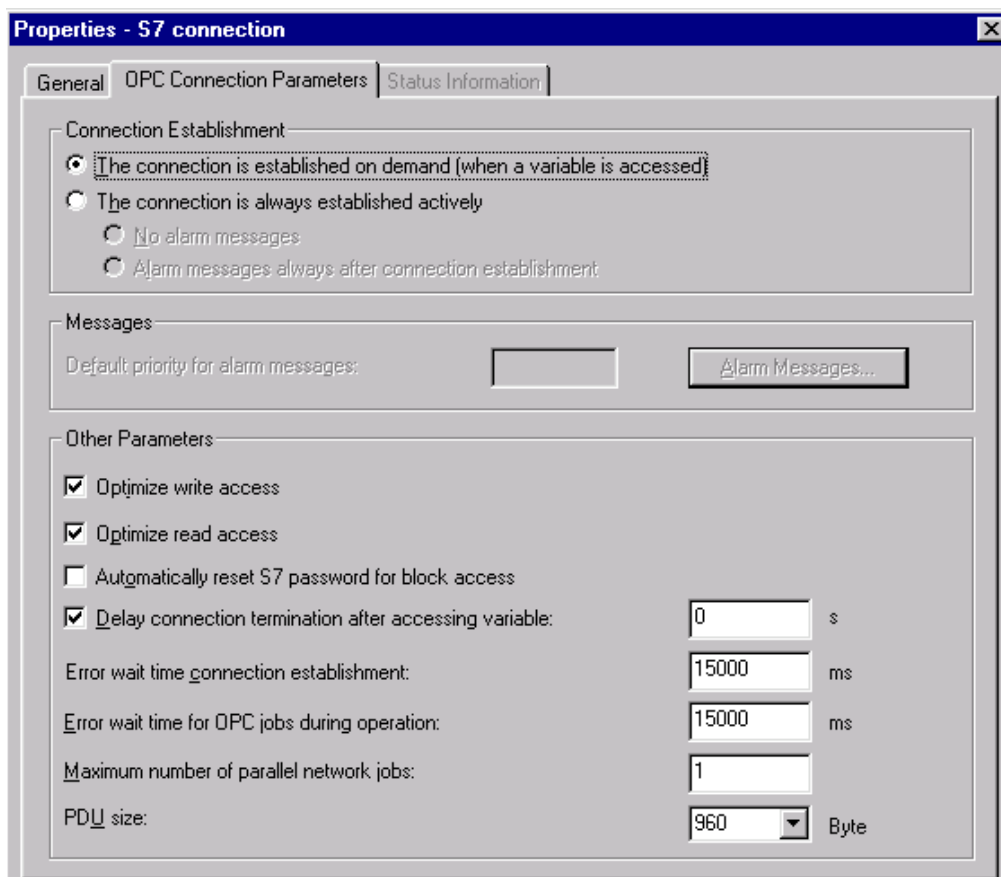 Properties - S7 connection
General OPC Connection Parameters Status Information
Connection Establishment
The connection is established on demand (when a variable is accessed)
The connection is always established actively
No alarm messages
Alarm messages always after connection establishment
Messages
Default priority for alarm messages:
Alarm Messages...
Other Parameters
Optimize write access
Optimize read access
Automatically reset S7 password for block access
Delay connection termination after accessing variable: 0 s
Error wait time connection establishment: 15000 ms
Error wait time for OPC jobs during operation: 15000 ms
Maximum number of parallel network jobs: 1
PDU size: 960 Byte